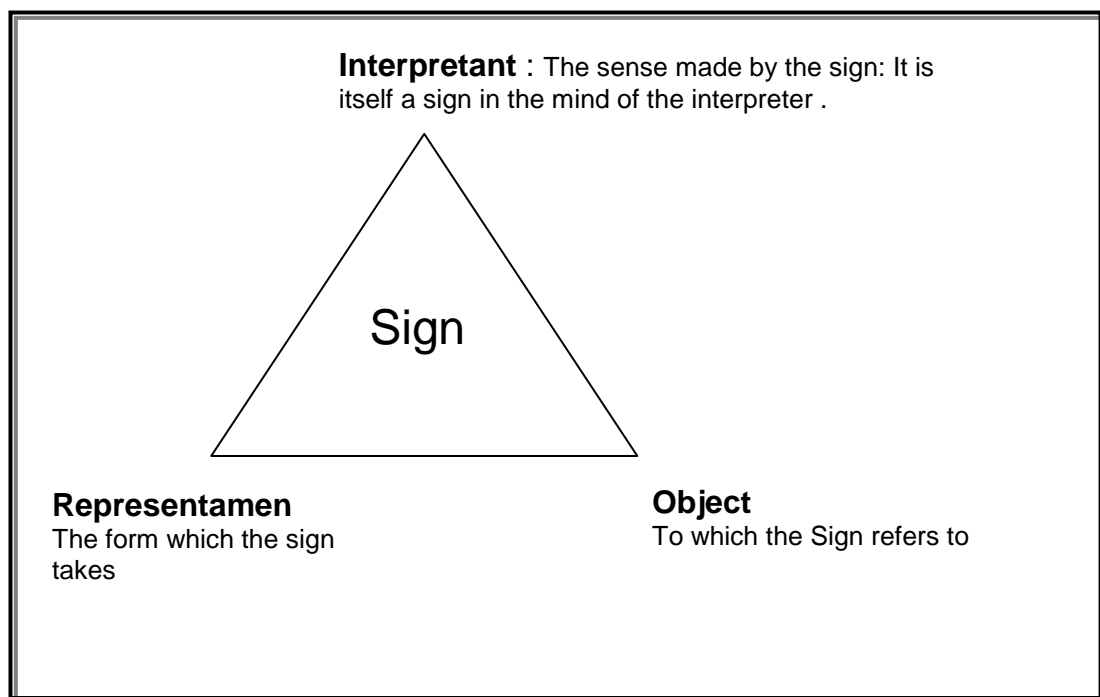 Interpretant : The sense made by the sign: It is
itself a sign in the mind of the interpreter .
Sign
Representamen
The form which the sign
takes
Object
To which the Sign refers to